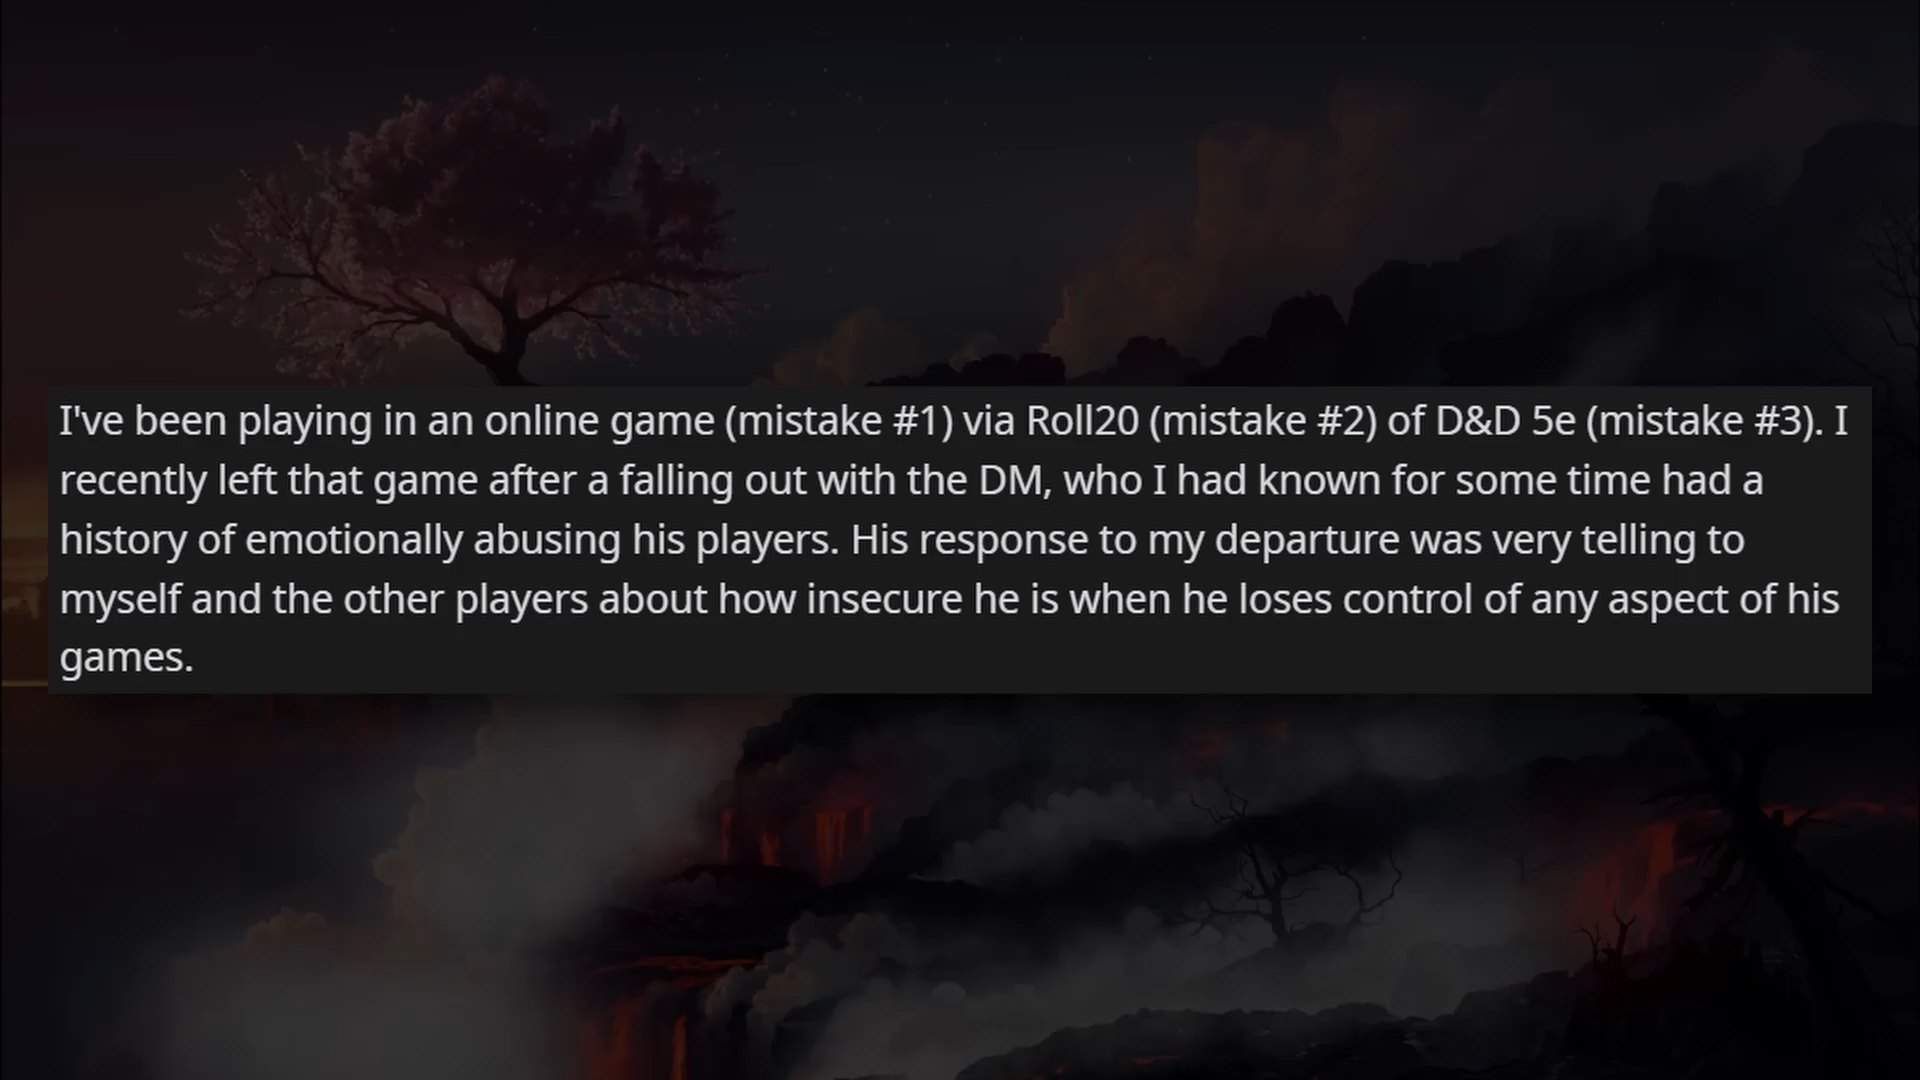 I've been playing in an online game (mistake #1) via Roll20 (mistake #2) of D&D 5e (mistake #3). I
recently left that game after a falling out with the DM, who I had known for some time had a
history of emotionally abusing his players. His response to my departure was very telling to
myself and the other players about how insecure he is when he loses control of any aspect of his
games.